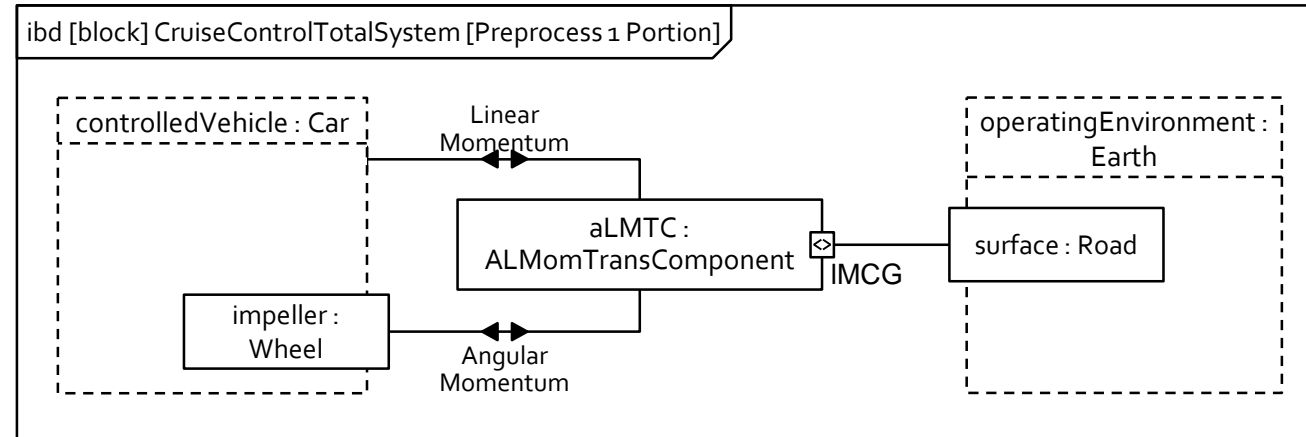 ibd [block] CruiseControlTotalSystem [Preprocess 1 Portion]
controlledVehicle : Car
Linear
Momentum
operatingEnvironment :
Earth
aLMTC :
ALMomTransComponent
<>
IMCG
surface : Road
impeller :
Wheel
Angular
Momentum